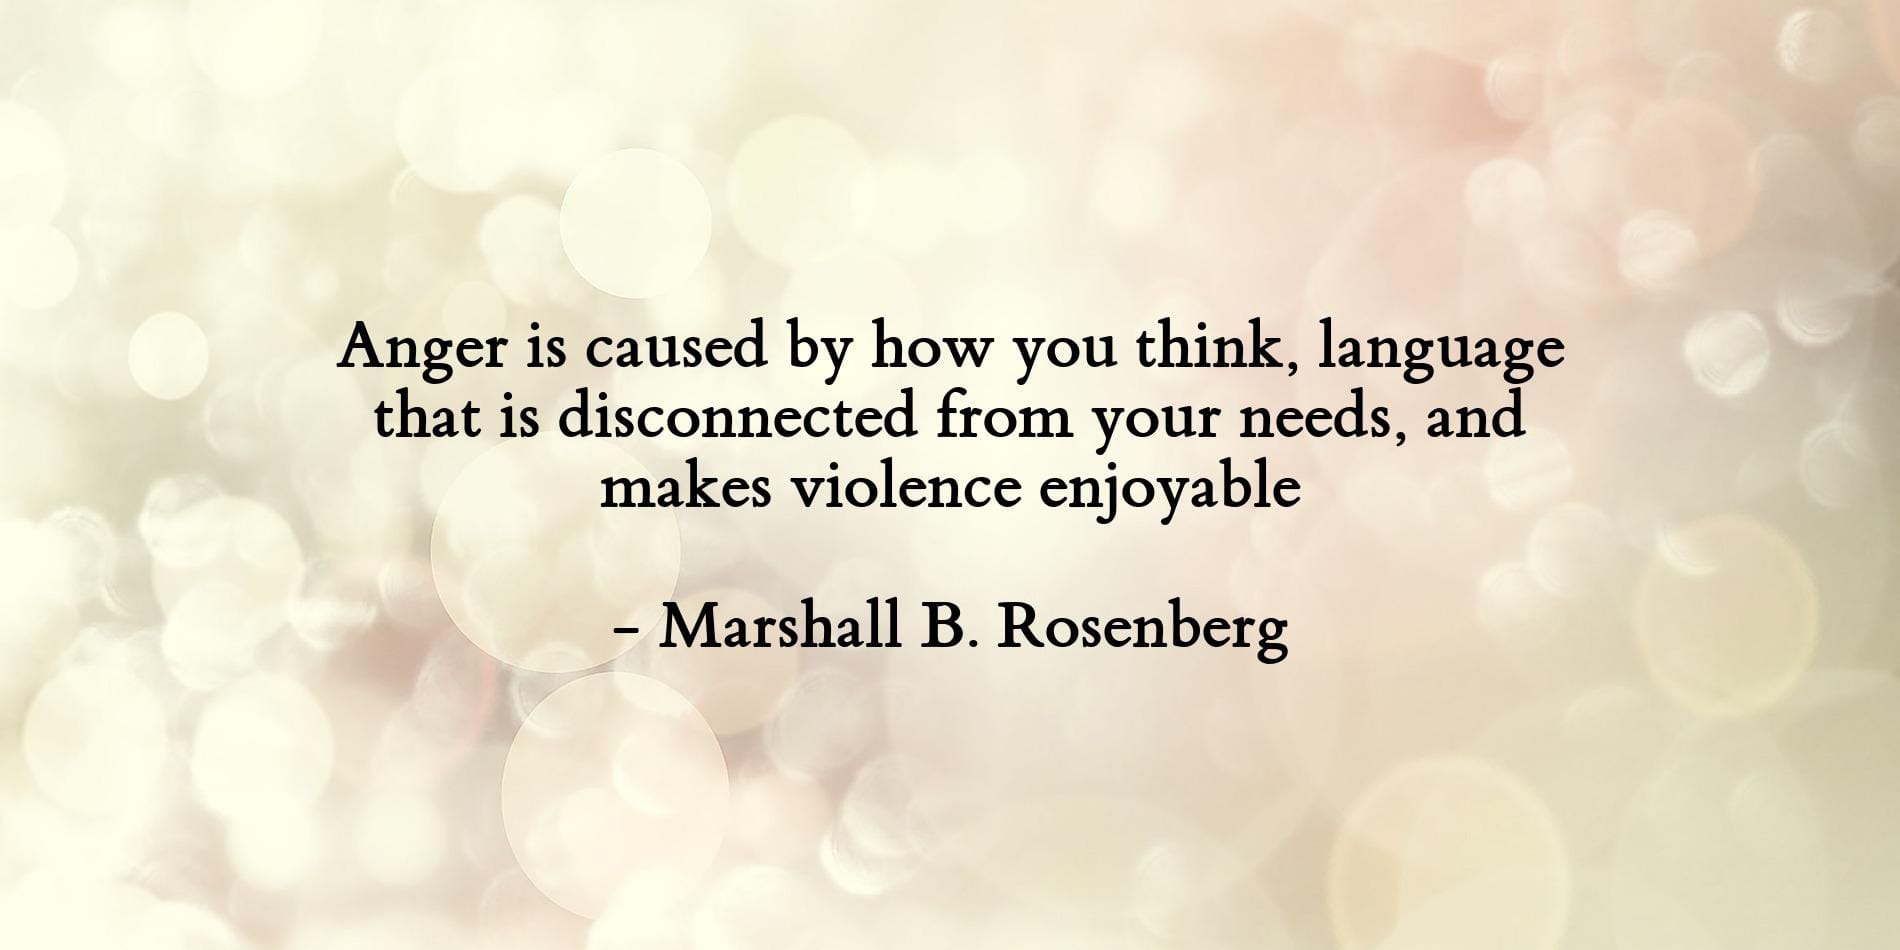 Anger is caused by how you think, language
that is disconnected from your needs, and
makes violence enjoyable
– Marshall B. Rosenberg